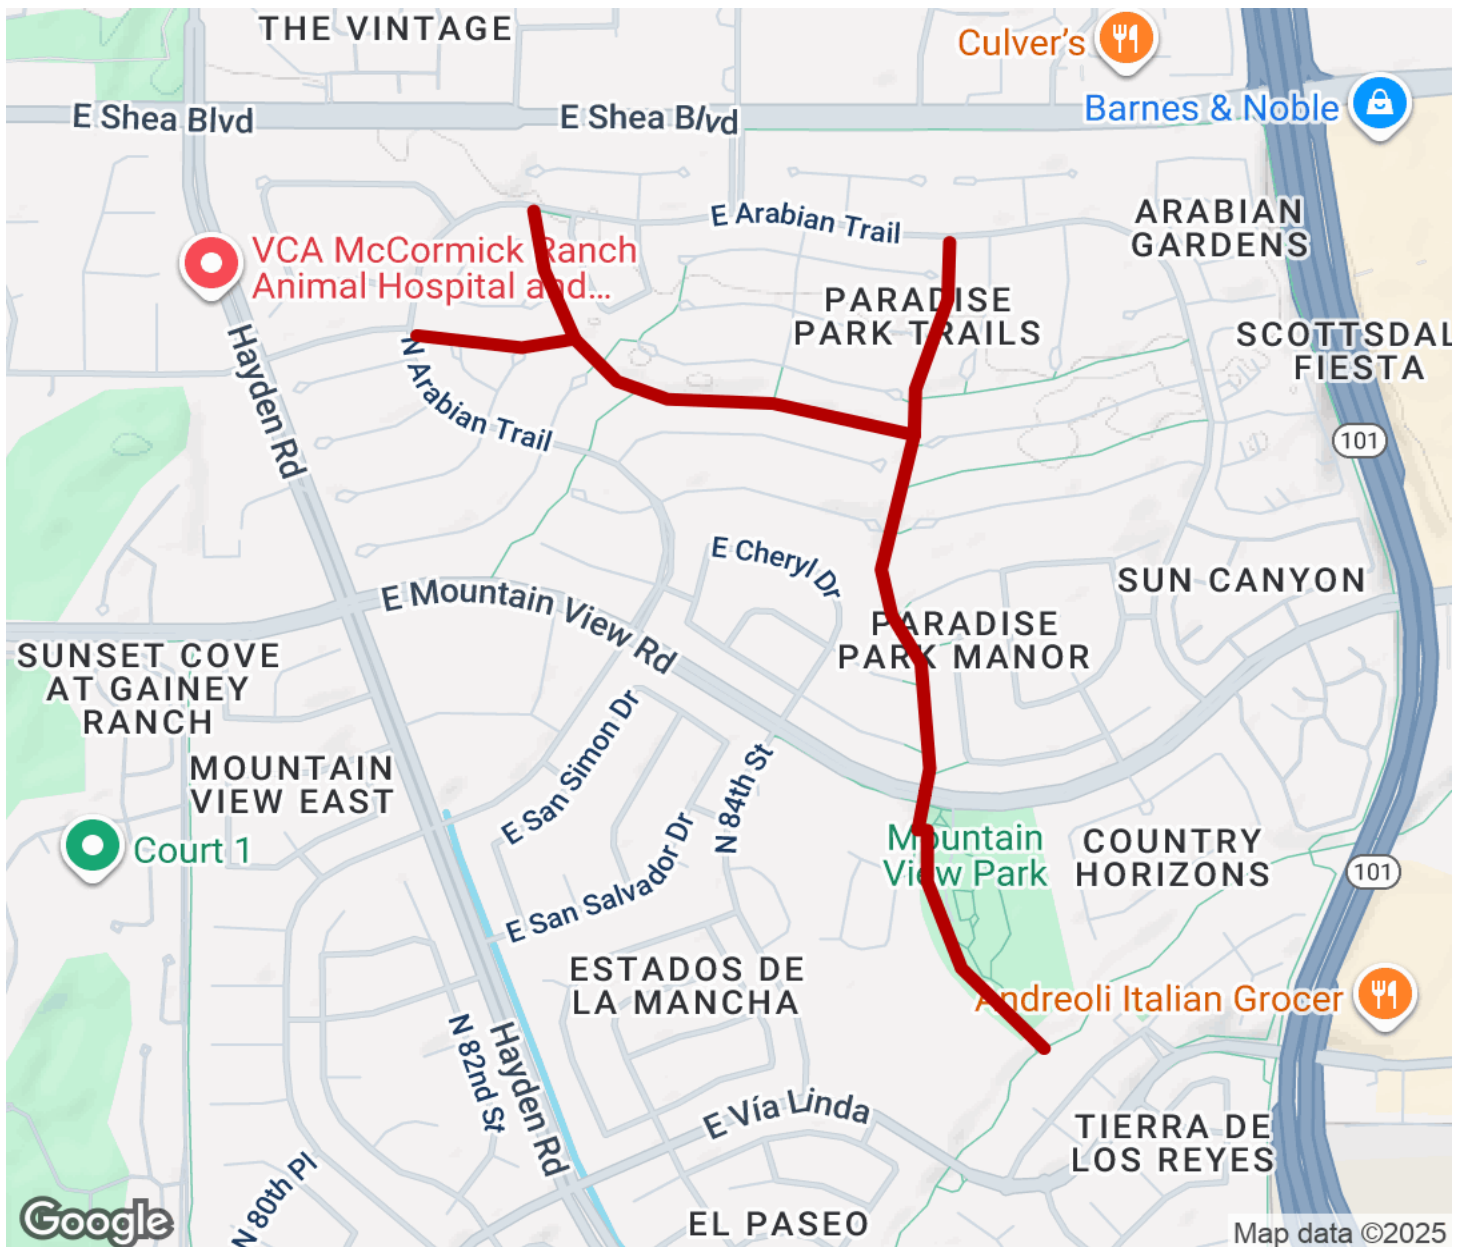 THE VINTAGE
Culver's
Barnes & Noble
E Shea Blvd
E Shea Blvd
E Arabian Trail
ARABIAN
GARDENS
VCA McCormick Ranch
Animal Hospital and...
PARADISE
PARK TRAILS
SCOTTSDAL
FIESTA
Hayden Rd
N Arabian Trail
101
E Cheryl Dr
SUN CANYON
E Mountain View Rd
PARADISE
PARK MANOR
SUNSET COVE
AT GAINEY
RANCH
MOUNTAIN
VIEW EAST
E San Simon Dr
N 84th St
Court 1
Mountain
View Park
COUNTRY
HORIZONS
101
E San Salvador Dr
ESTADOS DE
LA MANCHA
Andreoli Italian Grocer
N 82nd St
Hayden Rd
E Vía Linda
TIERRA DE
LOS REYES
N 80th Pl
Google
EL PASEO
Map data ©2025